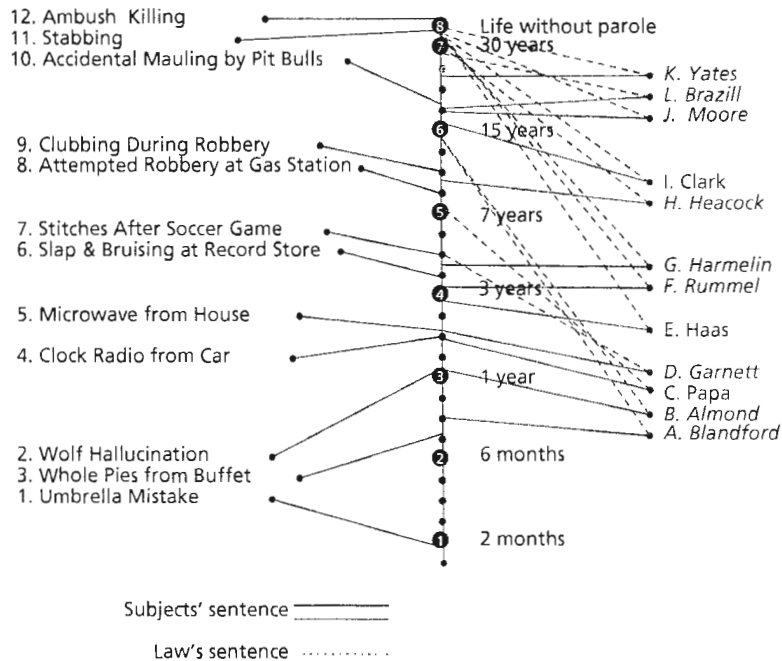 12. Ambush Killing
11. Stabbing
10. Accidental Mauling by Pit Bulls
9. Clubbing During Robbery
8. Attempted Robbery at Gas Station
7. Stitches After Soccer Game
6. Slap & Bruising at Record Store
5. Microwave from House
4. Clock Radio from Car
2. Wolf Hallucination
3. Whole Pies from Buffet
1. Umbrella Mistake
8 Life without parole
7 30 years
6 15 years
5 7 years
4 3 years
3 1 year
2 6 months
1 2 months
K. Yates
L. Brazill
J. Moore
I. Clark
H. Heacock
G. Harmelin
F. Rummel
E. Haas
D. Garnett
C. Papa
B. Almond
A. Blandford
Subjects' sentence
Law's sentence